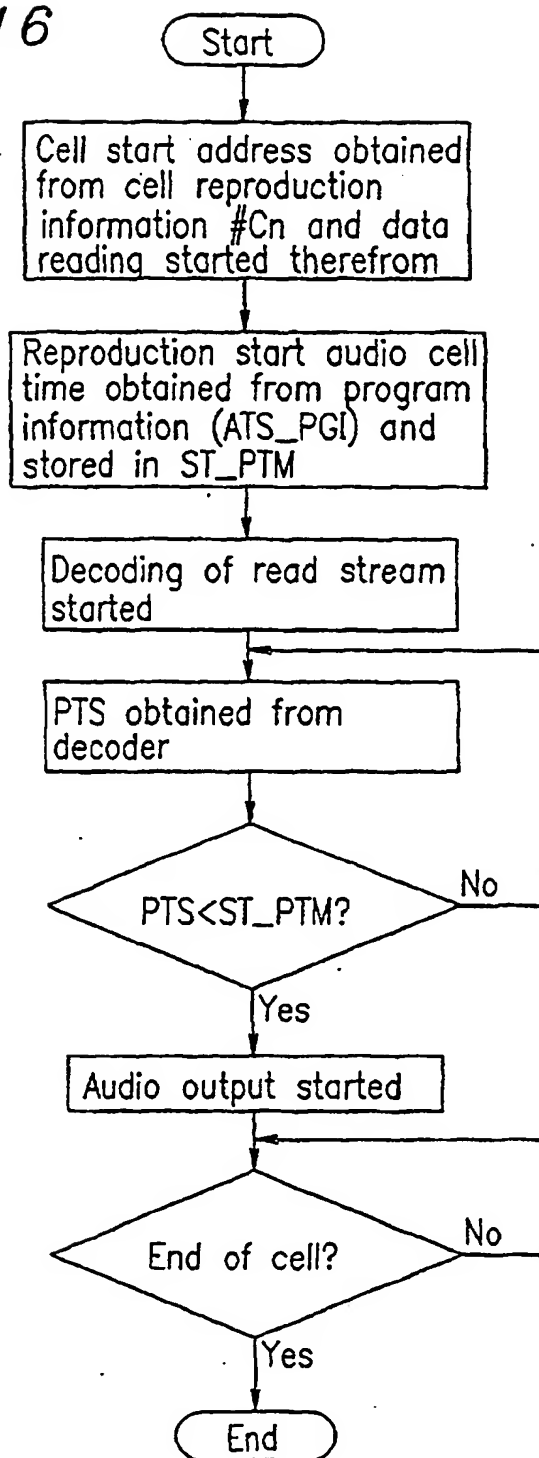 16
Start
Cell start address obtained
from cell reproduction
information #Cn and data
reading started therefrom
Reproduction start audio cell
time obtained from program
information (ATS_PGI) and
stored in ST_PTM
Decoding of read stream
started
PTS obtained from
decoder
PTS<ST_PTM?
No
Yes
Audio output started
End of cell?
No
Yes
End